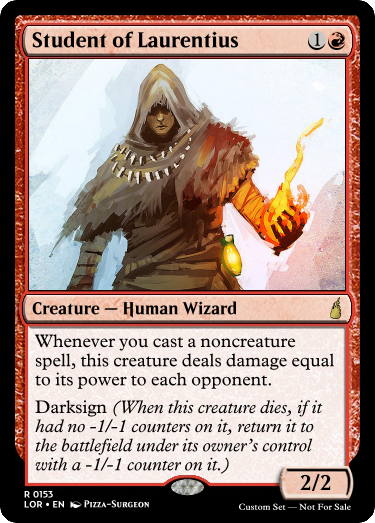 Student of Laurentius 1
Creature — Human Wizard
Whenever you cast a noncreature
spell, this creature deals damage equal
to its power to each opponent.
Darksign (When this creature dies, if it
had no -1/-1 counters on it, return it to
the battlefield under its owner's control
with a -1/-1 counter on it.)
2/2
R 0153
LOR • EN Pizza-Surgeon
Custom Set — Not For Sale